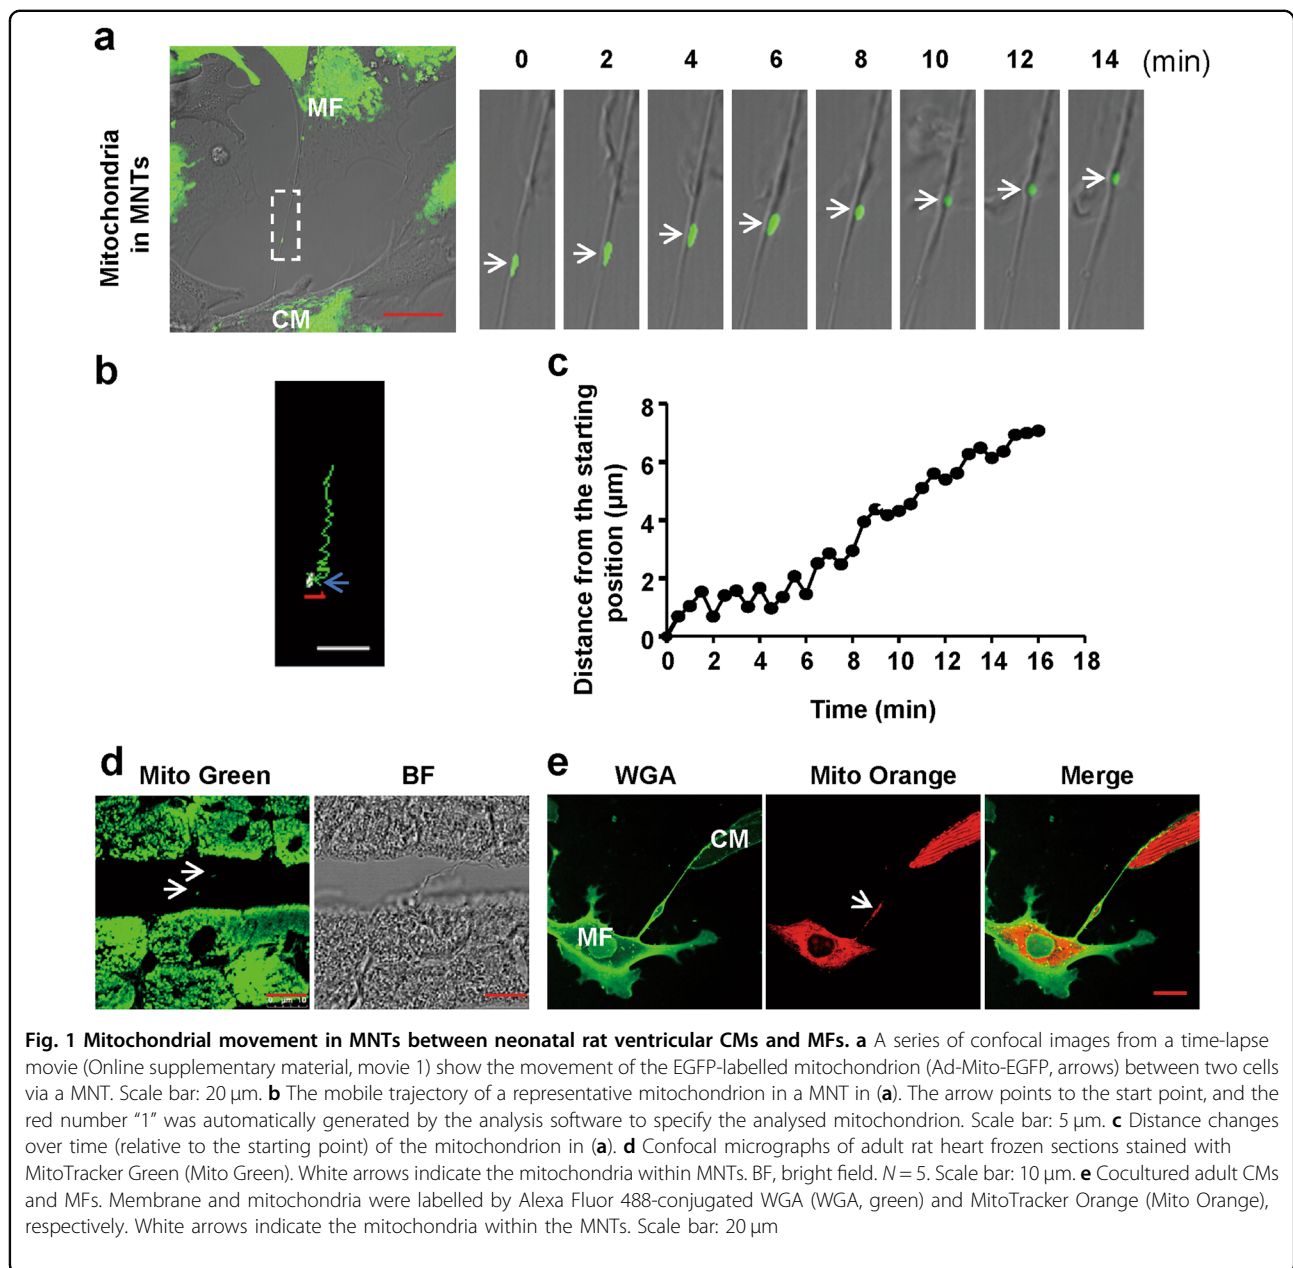 a
0 2 4 6 8 10 12 14 (min)
Mitochondria
in MNTs
MF
CM
b
1
c
Distance from the starting
position (µm)
8
6
4
2
0
0 2 4 6 8 10 12 14 16 18
Time (min)
d
Mito Green BF
0 µm 10
e
WGA Mito Orange Merge
CM
MF
Fig. 1 Mitochondrial movement in MNTs between neonatal rat ventricular CMs and MFs. a A series of confocal images from a time-lapse
movie (Online supplementary material, movie 1) show the movement of the EGFP-labelled mitochondrion (Ad-Mito-EGFP, arrows) between two cells
via a MNT. Scale bar: 20 µm. b The mobile trajectory of a representative mitochondrion in a MNT in (a). The arrow points to the start point, and the
red number “1” was automatically generated by the analysis software to specify the analysed mitochondrion. Scale bar: 5 µm. c Distance changes
over time (relative to the starting point) of the mitochondrion in (a). d Confocal micrographs of adult rat heart frozen sections stained with
MitoTracker Green (Mito Green). White arrows indicate the mitochondria within MNTs. BF, bright field. N = 5. Scale bar: 10 µm. e Cocultured adult CMs
and MFs. Membrane and mitochondria were labelled by Alexa Fluor 488-conjugated WGA (WGA, green) and MitoTracker Orange (Mito Orange),
respectively. White arrows indicate the mitochondria within the MNTs. Scale bar: 20 µm